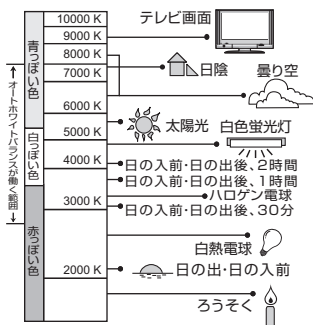 オートホワイトバランスが働く範囲
青っぽい色
白っぽい色
赤っぽい色
10000 K
9000 K
8000 K
7000 K
6000 K
5000 K
4000 K
3000 K
2000 K
テレビ画面
日陰
曇り空
太陽光
白色蛍光灯
日の入前・日の出後、2時間
日の入前・日の出後、1時間
ハロゲン電球
日の入前・日の出後、30分
白熱電球
日の出・日の入前
ろうそく